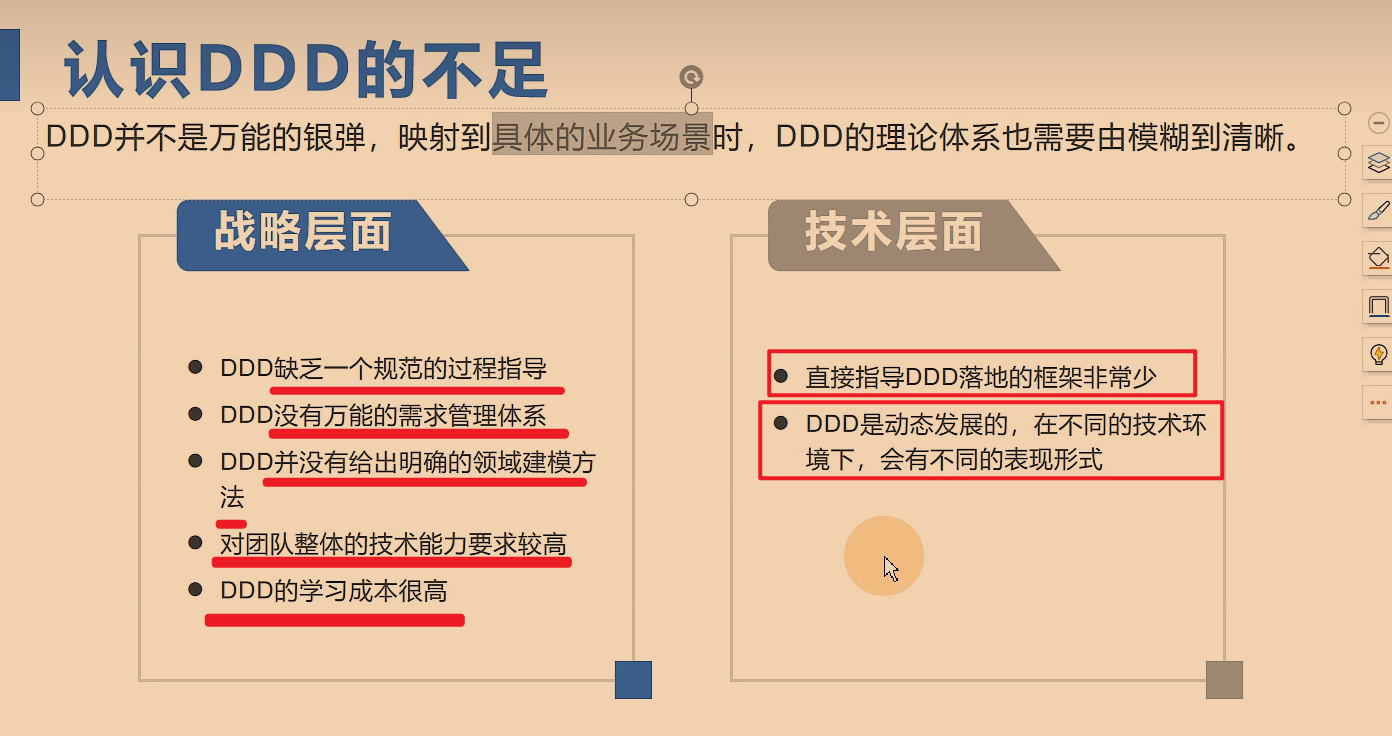 认识DDD的不足
DDD并不是万能的银弹，映射到具体的业务场景时，DDD的理论体系也需要由模糊到清晰。
战略层面
DDD缺乏一个规范的过程指导
DDD没有万能的需求管理体系
DDD并没有给出明确的领域建模方
法
对团队整体的技术能力要求较高
DDD的学习成本很高
技术层面
直接指导DDD落地的框架非常少
DDD是动态发展的，在不同的技术环
境下，会有不同的表现形式